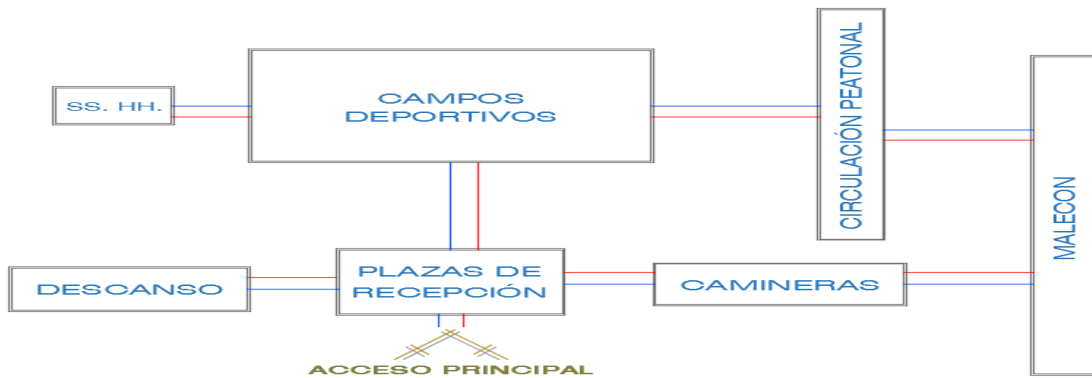 SS. HH.
CAMPOS
DEPORTIVOS
CIRCULACIÓN PEATONAL
MALECON
DESCANSO
PLAZAS DE
RECEPCIÓN
CAMINERAS
ACCESO PRINCIPAL